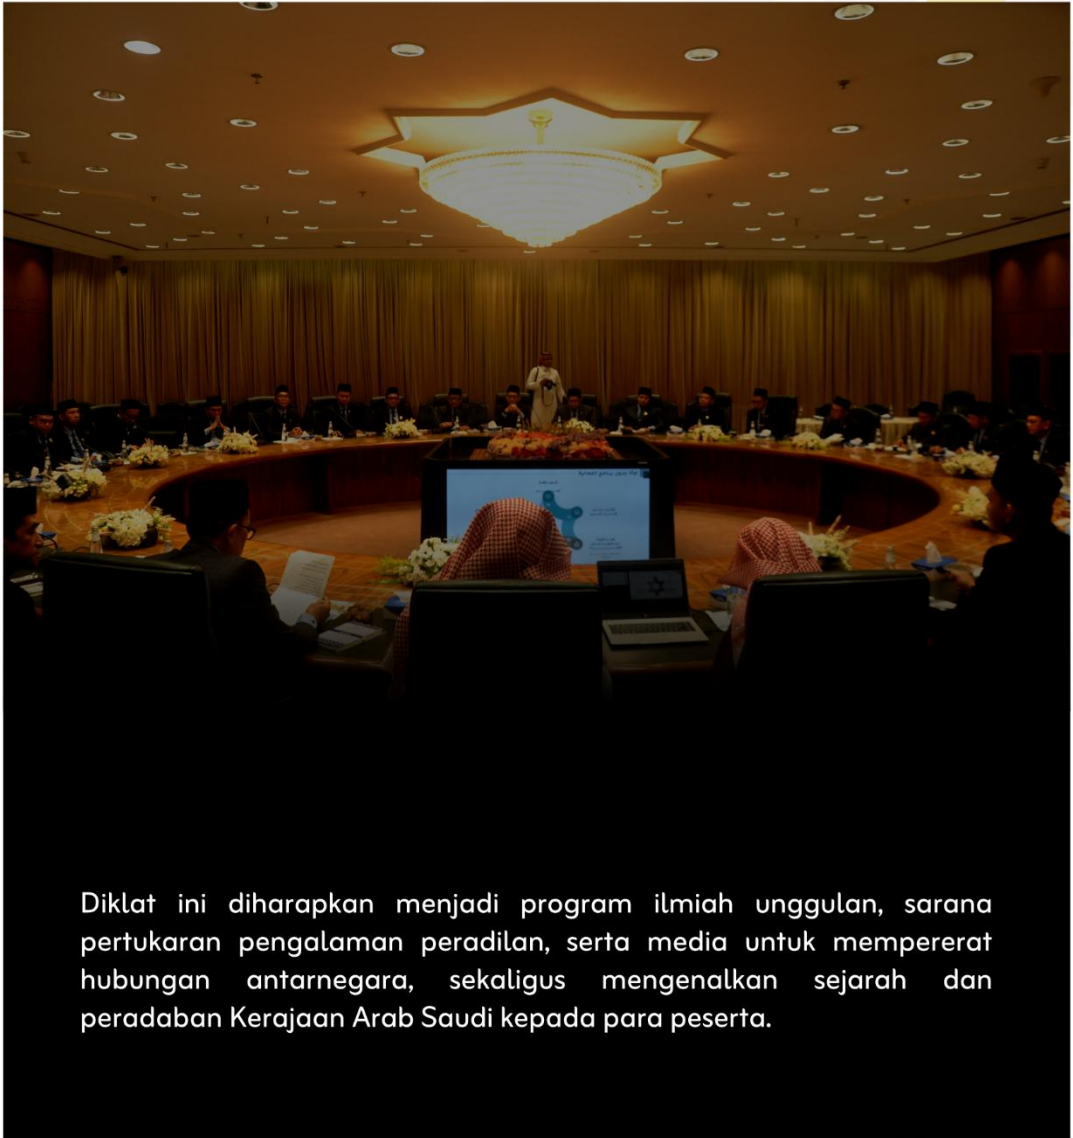 Diklat ini diharapkan menjadi program ilmiah unggulan, sarana
pertukaran pengalaman peradilan, serta media untuk mempererat
hubungan antarnegara, sekaligus mengenalkan sejarah dan
peradaban Kerajaan Arab Saudi kepada para peserta.